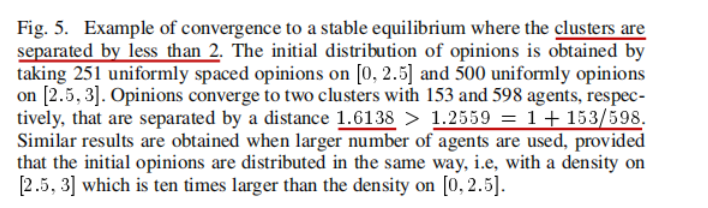 Fig. 5. Example of convergence to a stable equilibrium where the clusters are
separated by less than 2. The initial distribution of opinions is obtained by
taking 251 uniformly spaced opinions on [0, 2.5] and 500 uniformly opinions
on [2.5, 3]. Opinions converge to two clusters with 153 and 598 agents, respec-
tively, that are separated by a distance 1.6138 > 1.2559 = 1 + 153/598.
Similar results are obtained when larger number of agents are used, provided
that the initial opinions are distributed in the same way, i.e, with a density on
[2.5, 3] which is ten times larger than the density on [0, 2.5].